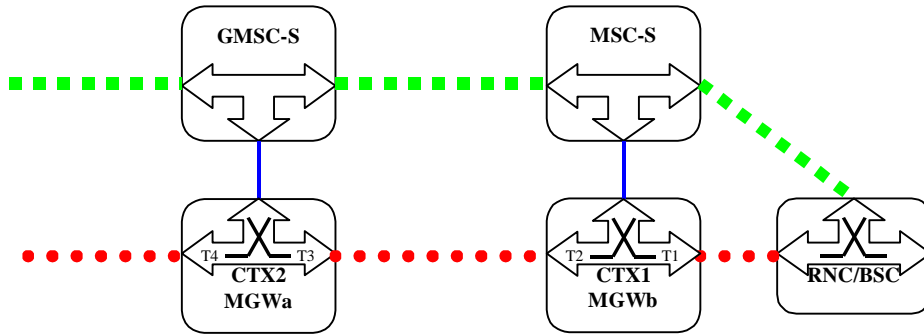 GMSC-S
MSC-S
T4 T3
CTX2
MGWa
T2 T1
CTX1
MGWb
RNC/BSC